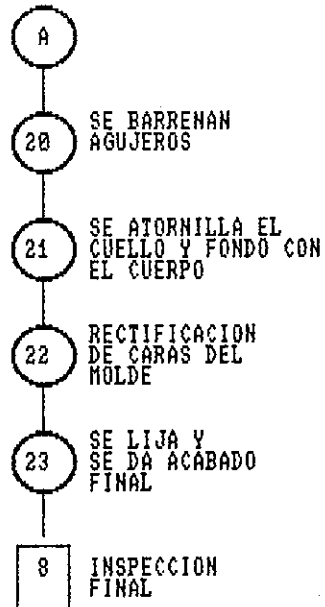 A
20 SE BARRENAN
AGUJEROS
21 SE ATORNILLA EL
CUELLO Y FONDO CON
EL CUERPO
22 RECTIFICACION
DE CARAS DEL
MOLDE
23 SE LIJA Y
SE DA ACABADO
FINAL
8 INSPECCION
FINAL